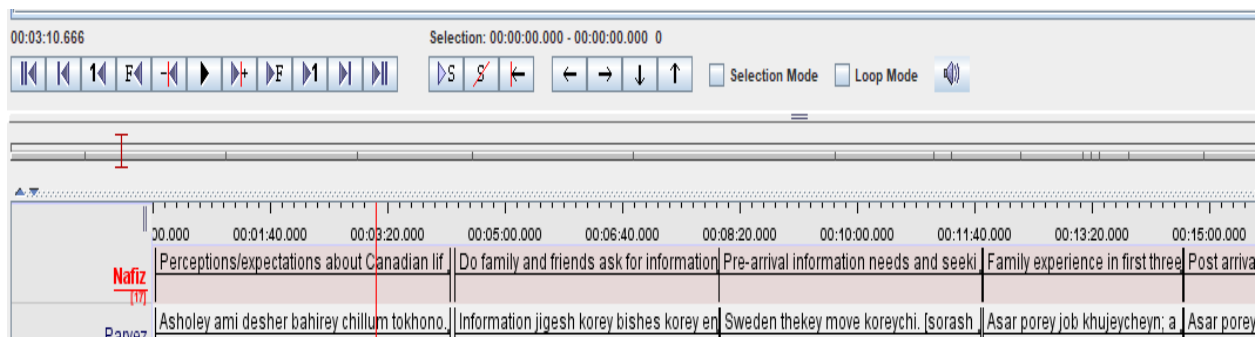 00:03:10.666 Selection: 00:00:00.000 - 00:00:00.000 0
1 F - + F 1 S S Selection Mode Loop Mode
00.000 00:01:40.000 00:03:20.000 00:05:00.000 00:06:40.000 00:08:20.000 00:10:00.000 00:11:40.000 00:13:20.000 00:15:00.000
Nafiz Perceptions/expectations about Canadian lif Do family and friends ask for information Pre-arrival information needs and seeki Family experience in first three Post arriva
[17]
Parvez Asholey ami desher bahirey chillum tokhono. Information jigesh korey bishes korey en Sweden thekey move koreychi. [sorash Asar porey job khujeycheyn; a Asar porey